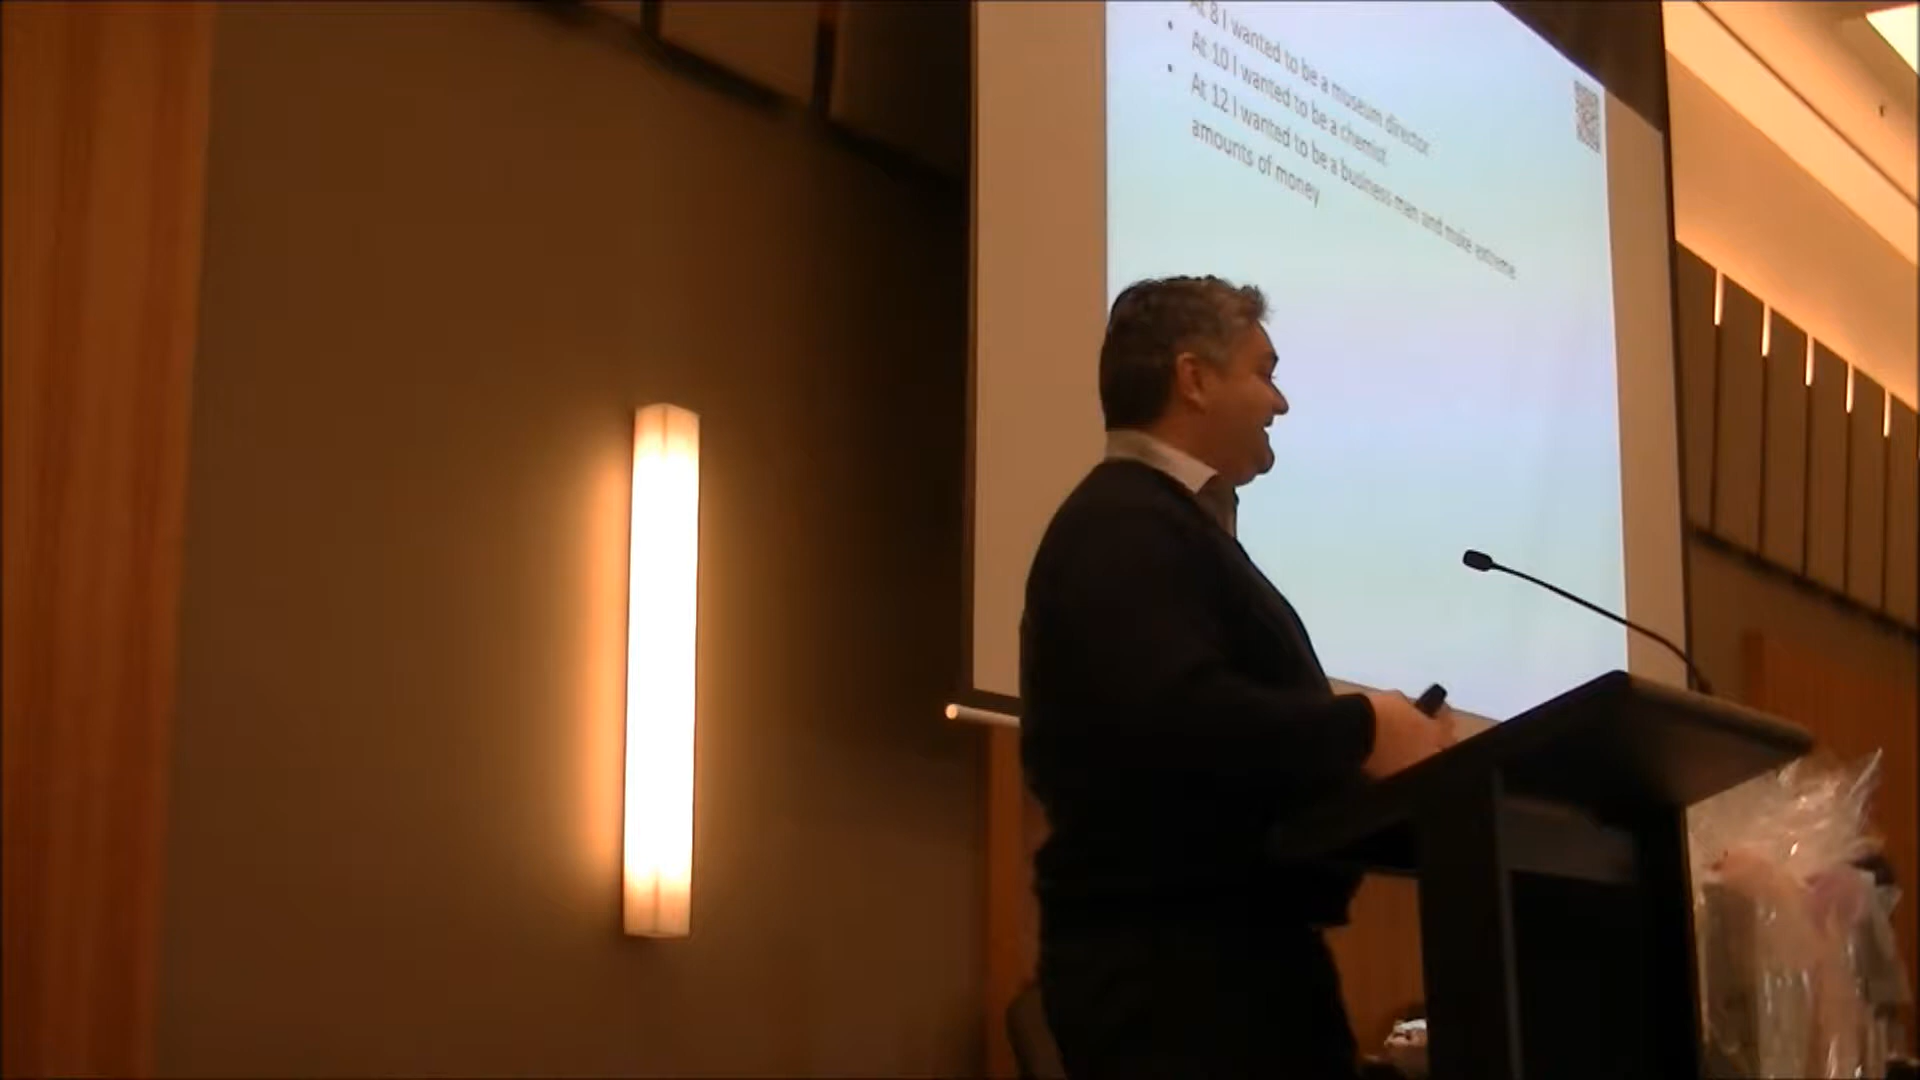 At 8 I wanted to be a museum director
At 10 I wanted to be a chemist
At 12 I wanted to be a business man and make extreme
amounts of money